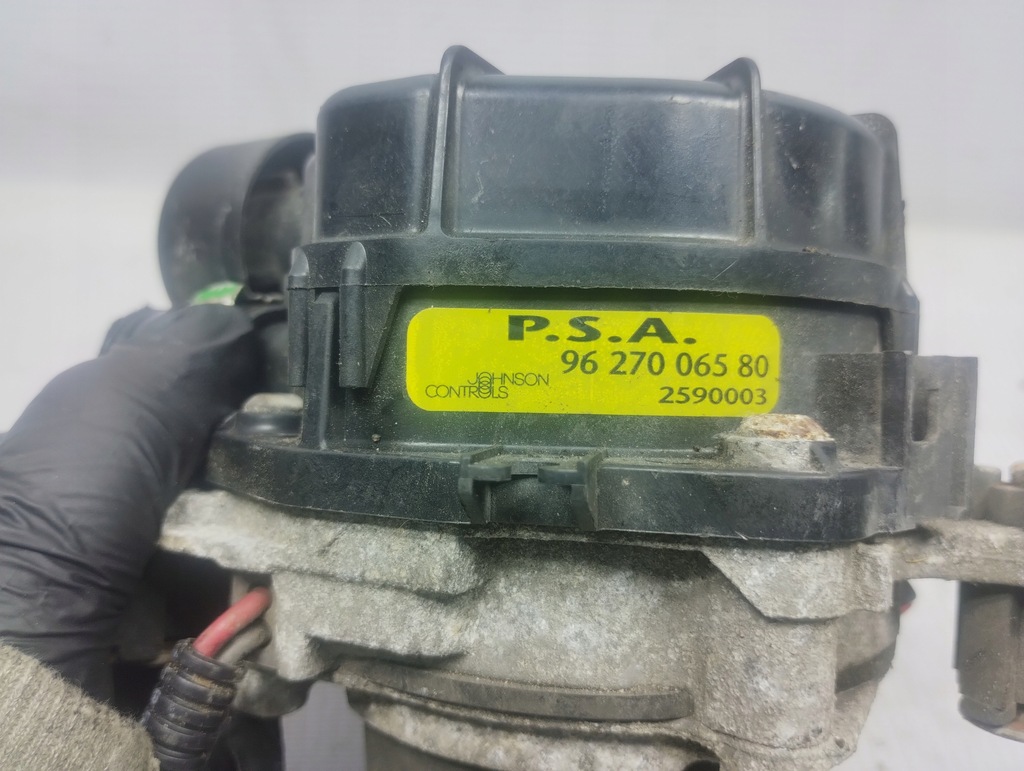 P.S.A.
96 270 065 80
JOHNSON
CONTROLS
2590003